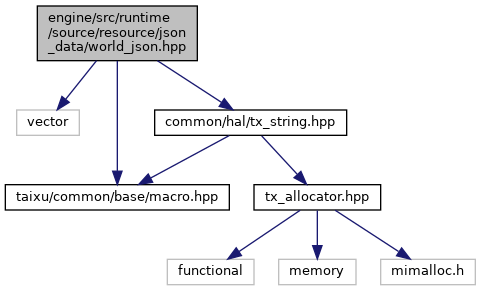 engine/src/runtime
/source/resource/json
_data/world_json.hpp
vector
common/hal/tx_string.hpp
taixu/common/base/macro.hpp
tx_allocator.hpp
functional
memory
mimalloc.h